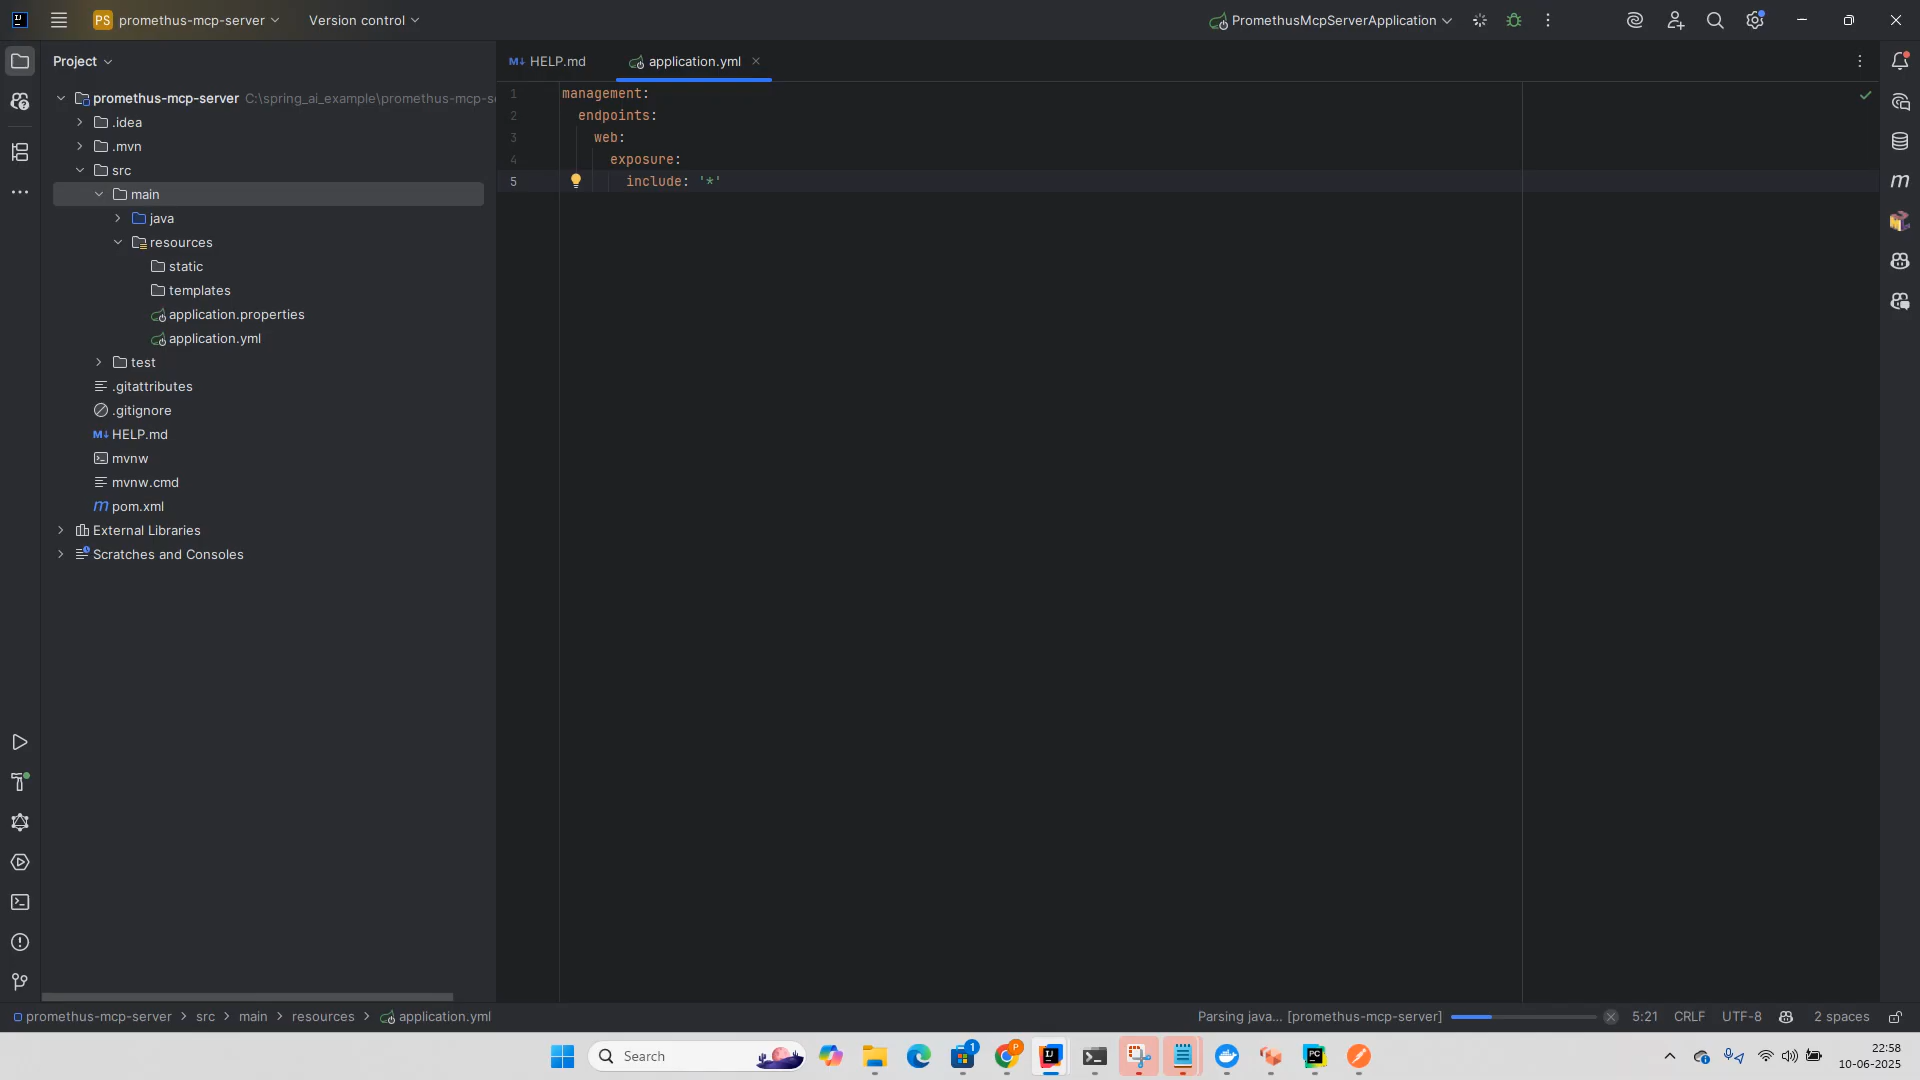 PS promethus-mcp-server Version control PromethusMcpServerApplication
Project HELP.md application.yml
promethus-mcp-server C:\spring_ai_example\promethus-mcp-s
.idea
.mvn
src
main
java
resources
static
templates
application.properties
application.yml
test
.gitattributes
.gitignore
HELP.md
mvnw
mvnw.cmd
pom.xml
External Libraries
Scratches and Consoles
1 management:
2 endpoints:
3 web:
4 exposure:
5 include: '*'
promethus-mcp-server > src > main > resources > application.yml Parsing java... [promethus-mcp-server] 5:21 CRLF UTF-8 2 spaces
Search 1 P 22:58
10-06-2025